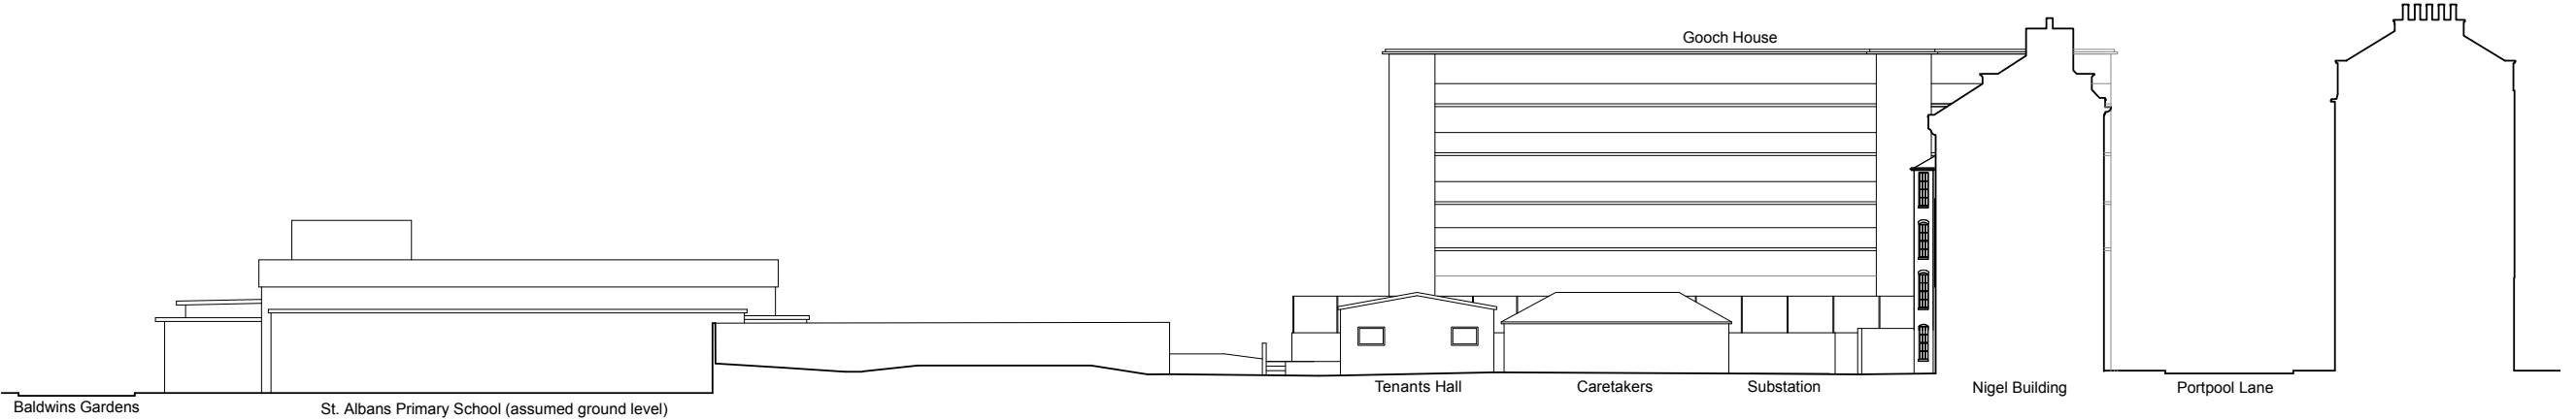 Gooch House
Tenants Hall
Caretakers
Substation
Nigel Building
Portpool Lane
Baldwins Gardens
St. Albans Primary School (assumed ground level)